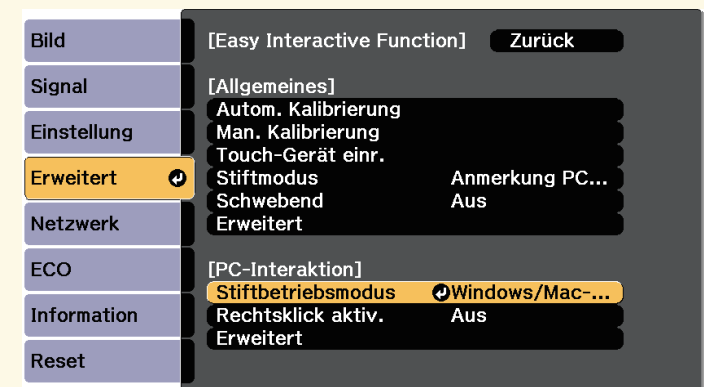 Bild
Signal
Einstellung
Erweitert
Netzwerk
ECO
Information
Reset
[Easy Interactive Function] Zurück
[Allgemeines]
Autom. Kalibrierung
Man. Kalibrierung
Touch-Gerät einr.
Stiftmodus Anmerkung PC...
Schwebend Aus
Erweitert
[PC-Interaktion]
Stiftbetriebsmodus Windows/Mac-...
Rechtsklick aktiv. Aus
Erweitert